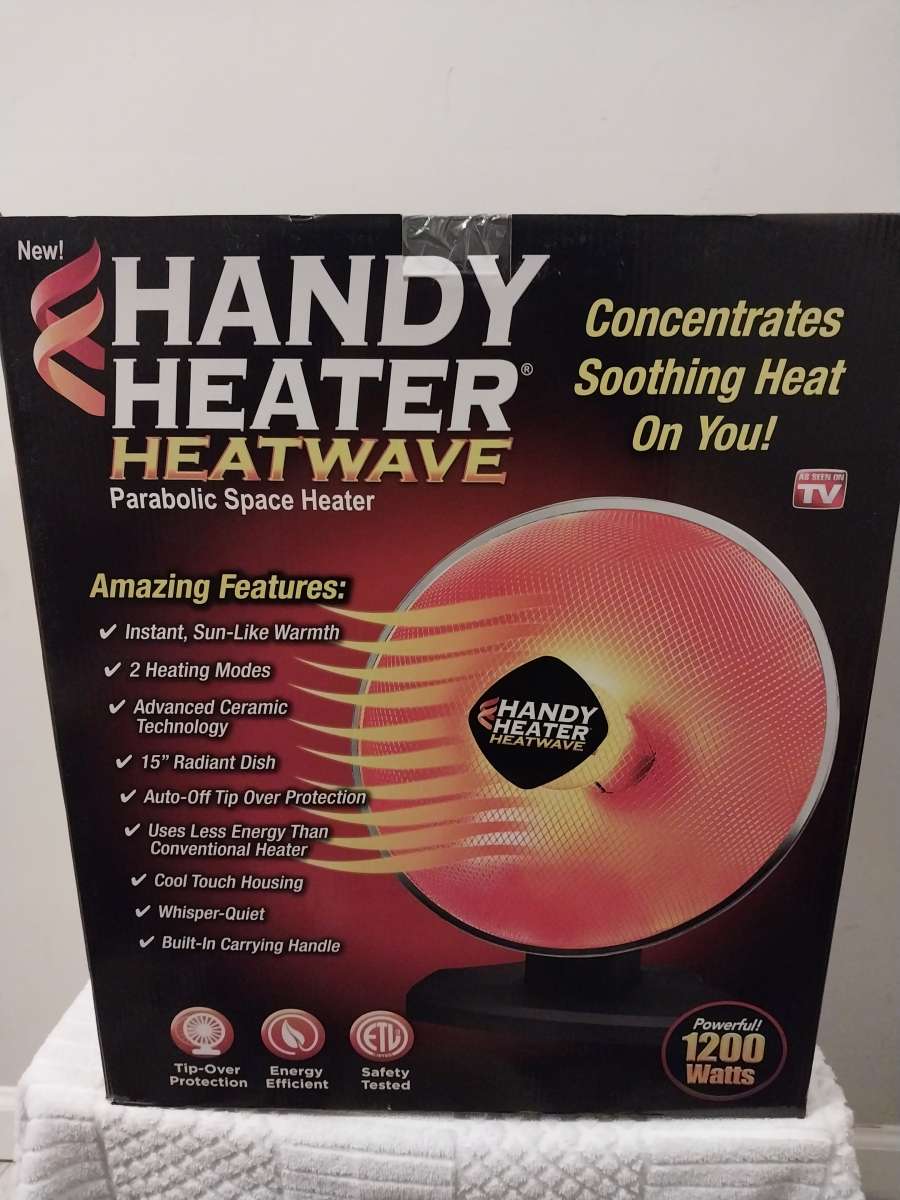 New!
HANDY
HEATER®
HEATWAVE
Parabolic Space Heater
Concentrates
Soothing Heat
On You!
AS SEEN ON
TV
Amazing Features:
✔ Instant, Sun-Like Warmth
✔ 2 Heating Modes
✔ Advanced Ceramic
Technology
✔ 15” Radiant Dish
✔ Auto-Off Tip Over Protection
✔ Uses Less Energy Than
Conventional Heater
✔ Cool Touch Housing
✔ Whisper-Quiet
✔ Built-In Carrying Handle
HANDY
HEATER
HEATWAVE
Tip-Over
Protection
Energy
Efficient
ETL
LISTED
Safety
Tested
Powerful!
1200
Watts